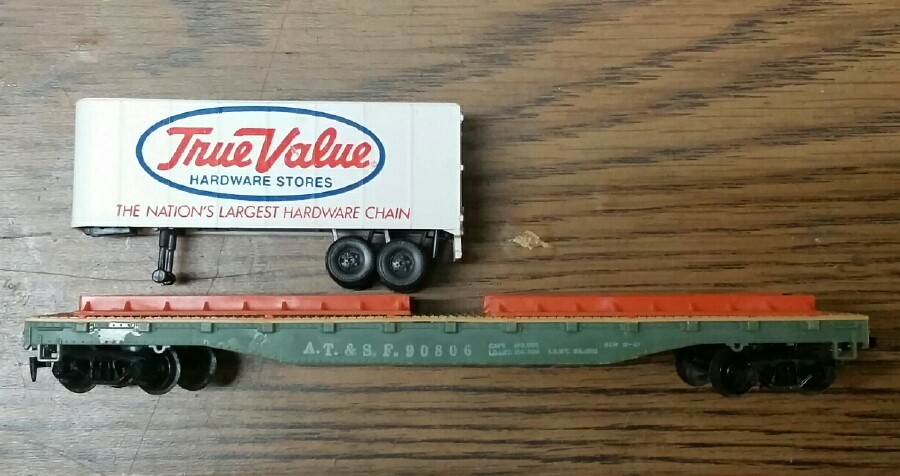 True Value
HARDWARE STORES
THE NATION'S LARGEST HARDWARE CHAIN
A.T. & S.F. 90806